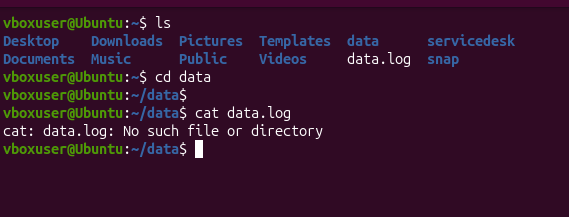 vboxuser@Ubuntu:~$ ls
Desktop    Downloads  Pictures  Templates  data      servicedesk
Documents  Music      Public    Videos     data.log  snap
vboxuser@Ubuntu:~$ cd data
vboxuser@Ubuntu:~/data$
vboxuser@Ubuntu:~/data$ cat data.log
cat: data.log: No such file or directory
vboxuser@Ubuntu:~/data$